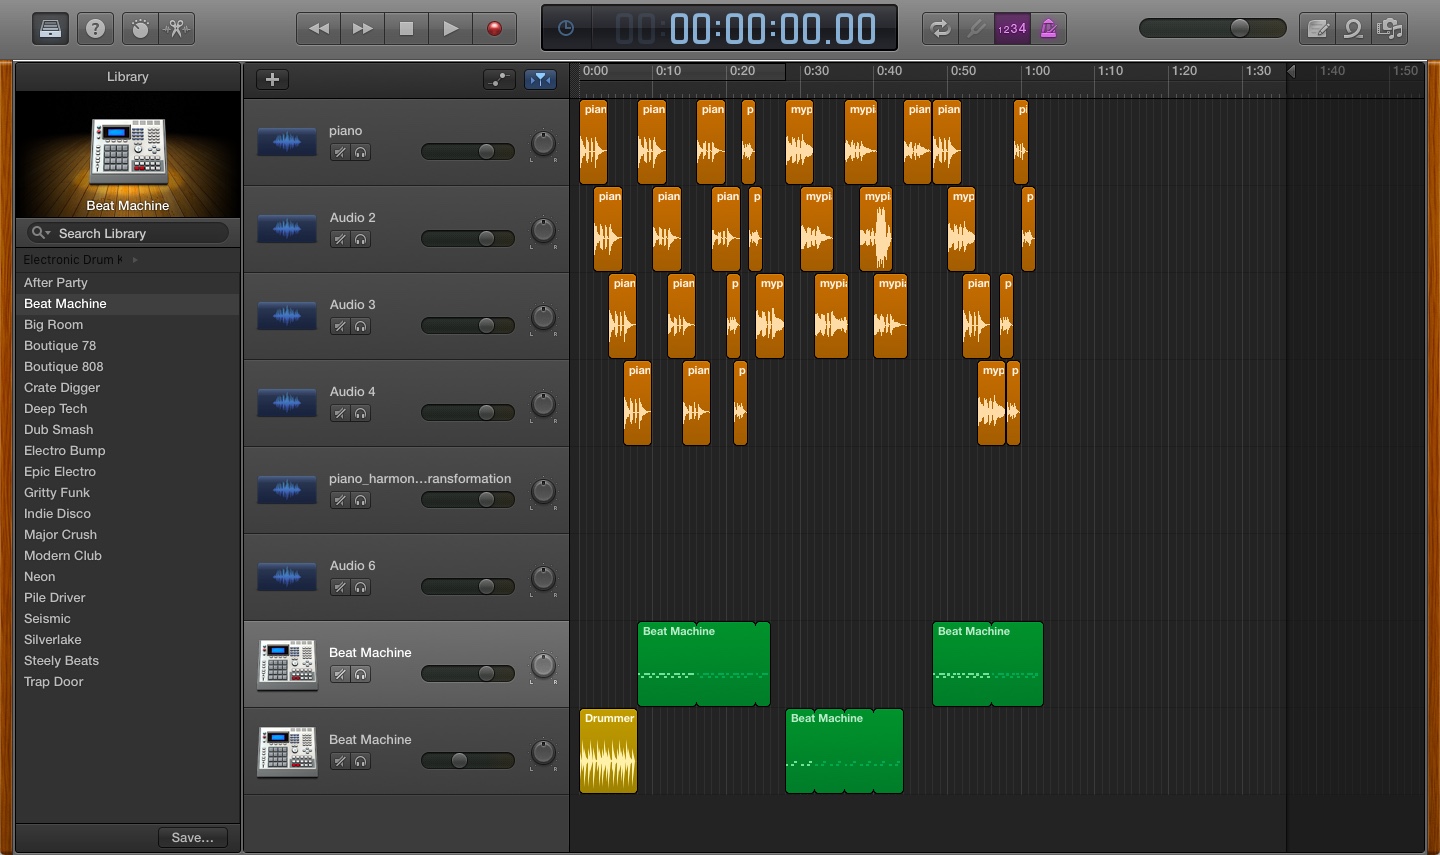 00:00:00.00
1234
Library
Beat Machine
Search Library
Electronic Drum K
After Party
Beat Machine
Big Room
Boutique 78
Boutique 808
Crate Digger
Deep Tech
Dub Smash
Electro Bump
Epic Electro
Gritty Funk
Indie Disco
Major Crush
Modern Club
Neon
Pile Driver
Seismic
Silverlake
Steely Beats
Trap Door
Save...
0:00 0:10 0:20 0:30 0:40 0:50 1:00 1:10 1:20 1:30 1:40 1:50
piano
L R
pian pian pian p myp mypi pian pian pi
Audio 2
L R
pian pian pian p mypi mypi myp p
Audio 3
L R
pian pian p myp mypi mypi pian p
Audio 4
L R
pian pian p myp p
piano_harmon...ransformation
L R
Audio 6
L R
Beat Machine
L R
Beat Machine Beat Machine
Beat Machine
L R
Drummer Beat Machine